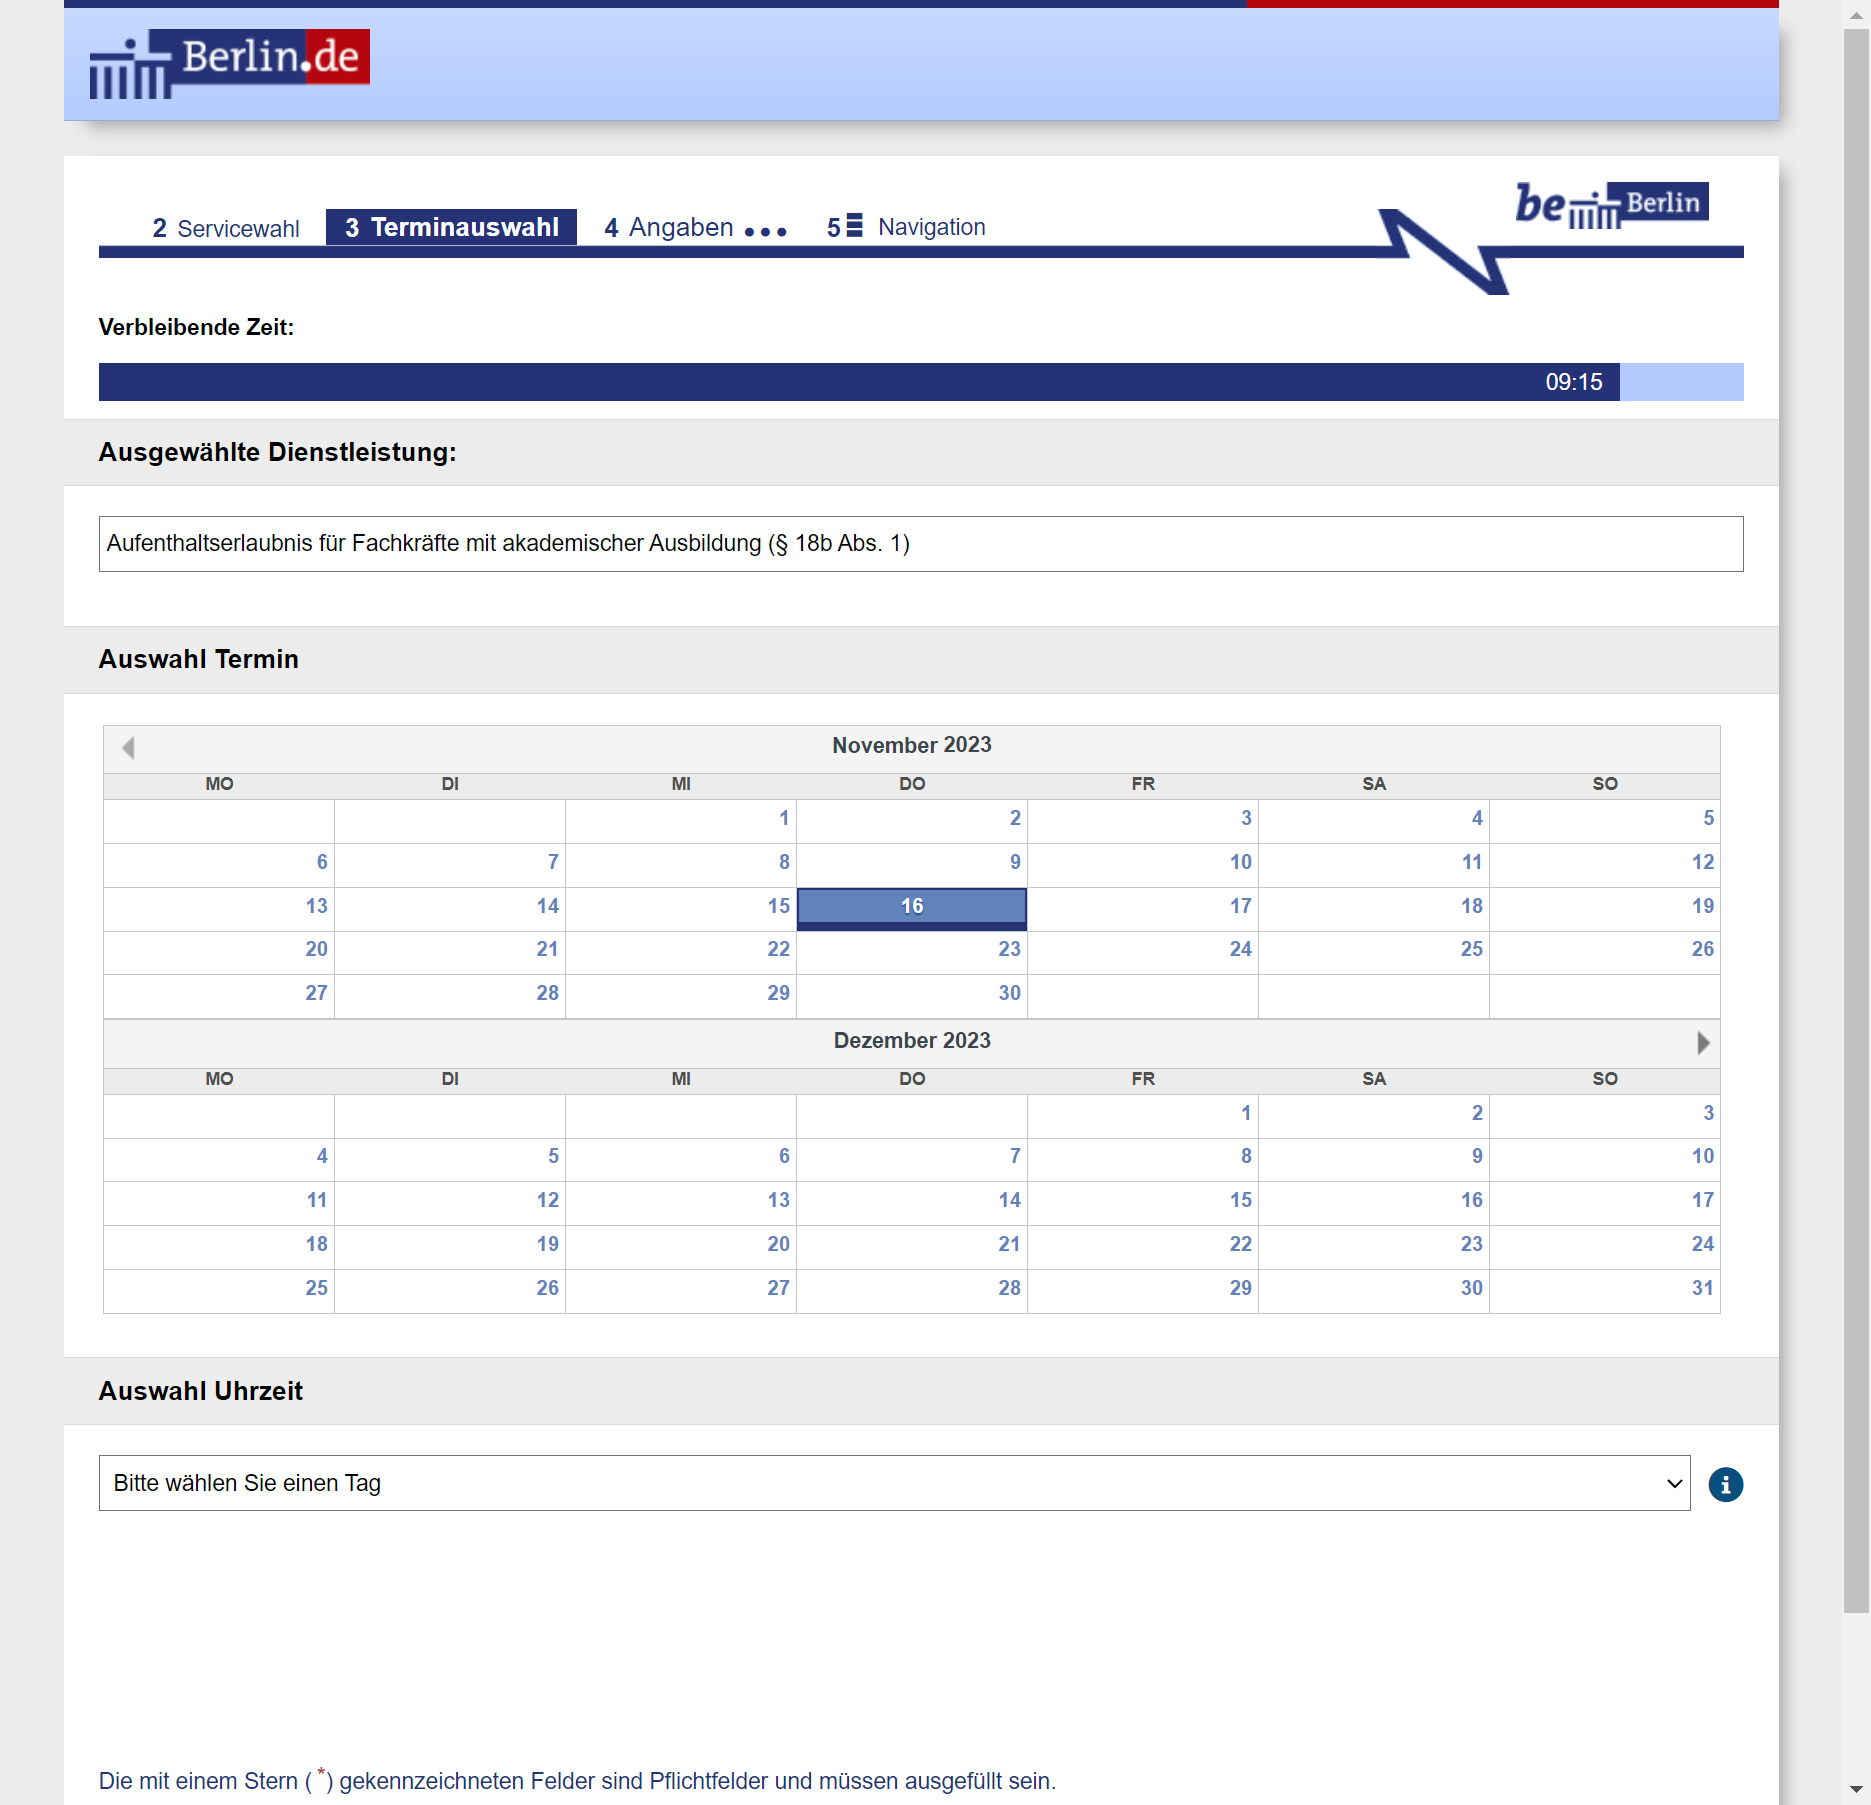 Berlin.de
be Berlin
2 Servicewahl 3 Terminauswahl 4 Angaben ... 5 Navigation
Verbleibende Zeit:
09:15
Ausgewählte Dienstleistung:
Aufenthaltserlaubnis für Fachkräfte mit akademischer Ausbildung (§ 18b Abs. 1)
Auswahl Termin
November 2023
MO DI MI DO FR SA SO
1 2 3 4 5
6 7 8 9 10 11 12
13 14 15 16 17 18 19
20 21 22 23 24 25 26
27 28 29 30
Dezember 2023
MO DI MI DO FR SA SO
1 2 3
4 5 6 7 8 9 10
11 12 13 14 15 16 17
18 19 20 21 22 23 24
25 26 27 28 29 30 31
Auswahl Uhrzeit
Bitte wählen Sie einen Tag
i
Die mit einem Stern ( *) gekennzeichneten Felder sind Pflichtfelder und müssen ausgefüllt sein.